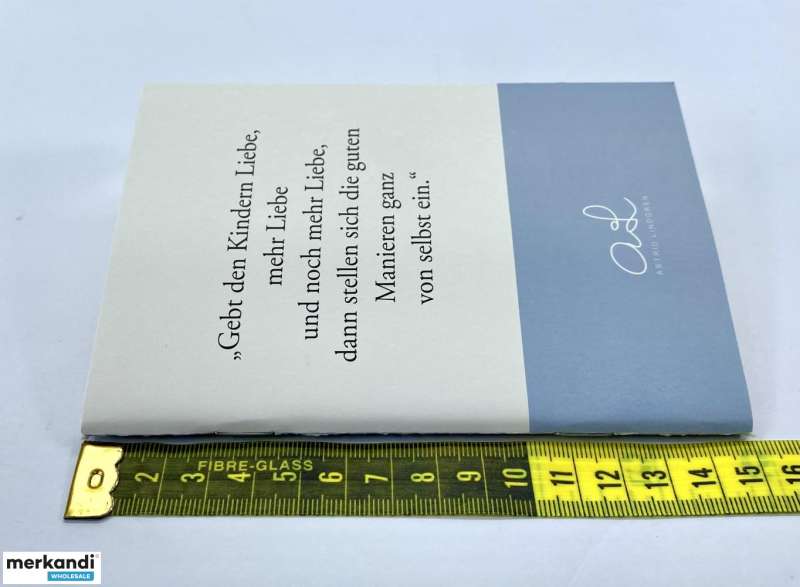 „Gebt den Kindern Liebe,
mehr Liebe
und noch mehr Liebe,
dann stellen sich die guten
Manieren ganz
von selbst ein.“
aL
ASTRID LINDGREN
FIBRE-GLASS
0 2 3 4 5 6 7 8 9 10 11 12 13 14 15 16
merkandi
WHOLESALE